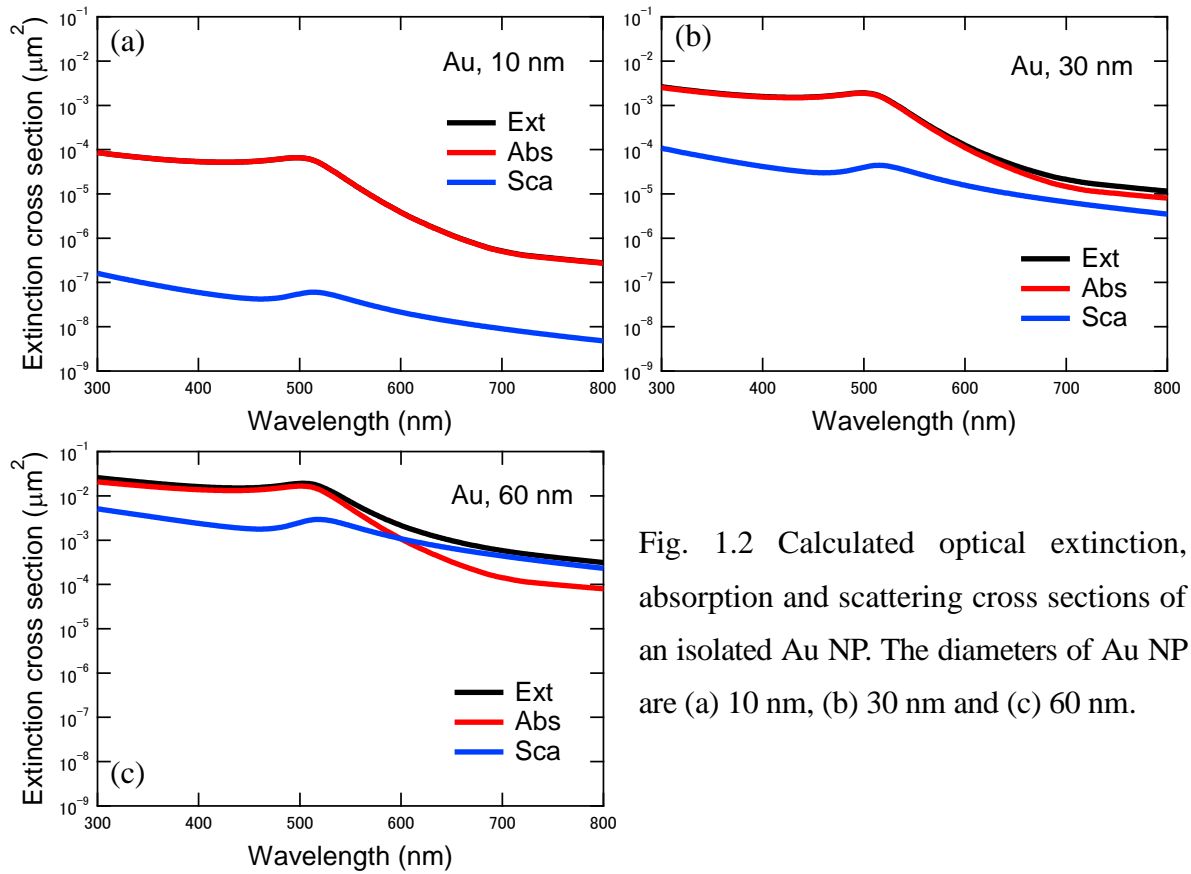 (a)
Au, 10 nm
Ext
Abs
Sca
Extinction cross section (μm²)
10⁻¹
10⁻²
10⁻³
10⁻⁴
10⁻⁵
10⁻⁶
10⁻⁷
10⁻⁸
10⁻⁹
300 400 500 600 700 800
Wavelength (nm)
(b)
Au, 30 nm
Ext
Abs
Sca
10⁻¹
10⁻²
10⁻³
10⁻⁴
10⁻⁵
10⁻⁶
10⁻⁷
10⁻⁸
10⁻⁹
300 400 500 600 700 800
Wavelength (nm)
Au, 60 nm
Ext
Abs
Sca
(c)
Extinction cross section (μm²)
10⁻¹
10⁻²
10⁻³
10⁻⁴
10⁻⁵
10⁻⁶
10⁻⁷
10⁻⁸
10⁻⁹
300 400 500 600 700 800
Wavelength (nm)
Fig. 1.2 Calculated optical extinction,
absorption and scattering cross sections of
an isolated Au NP. The diameters of Au NP
are (a) 10 nm, (b) 30 nm and (c) 60 nm.